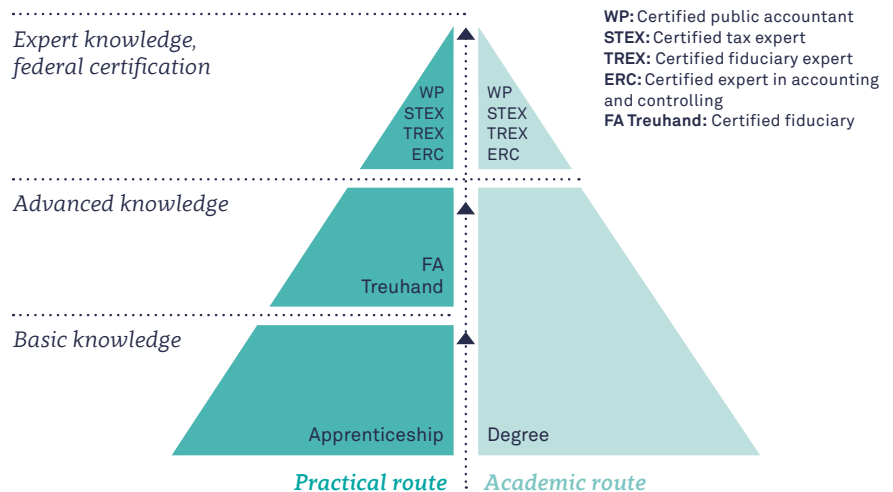 Expert knowledge,
federal certification
WP
STEX
TREX
ERC
WP
STEX
TREX
ERC
WP: Certified public accountant
STEX: Certified tax expert
TREX: Certified fiduciary expert
ERC: Certified expert in accounting
and controlling
FA Treuhand: Certified fiduciary
Advanced knowledge
FA
Treuhand
Basic knowledge
Apprenticeship
Degree
Practical route
Academic route